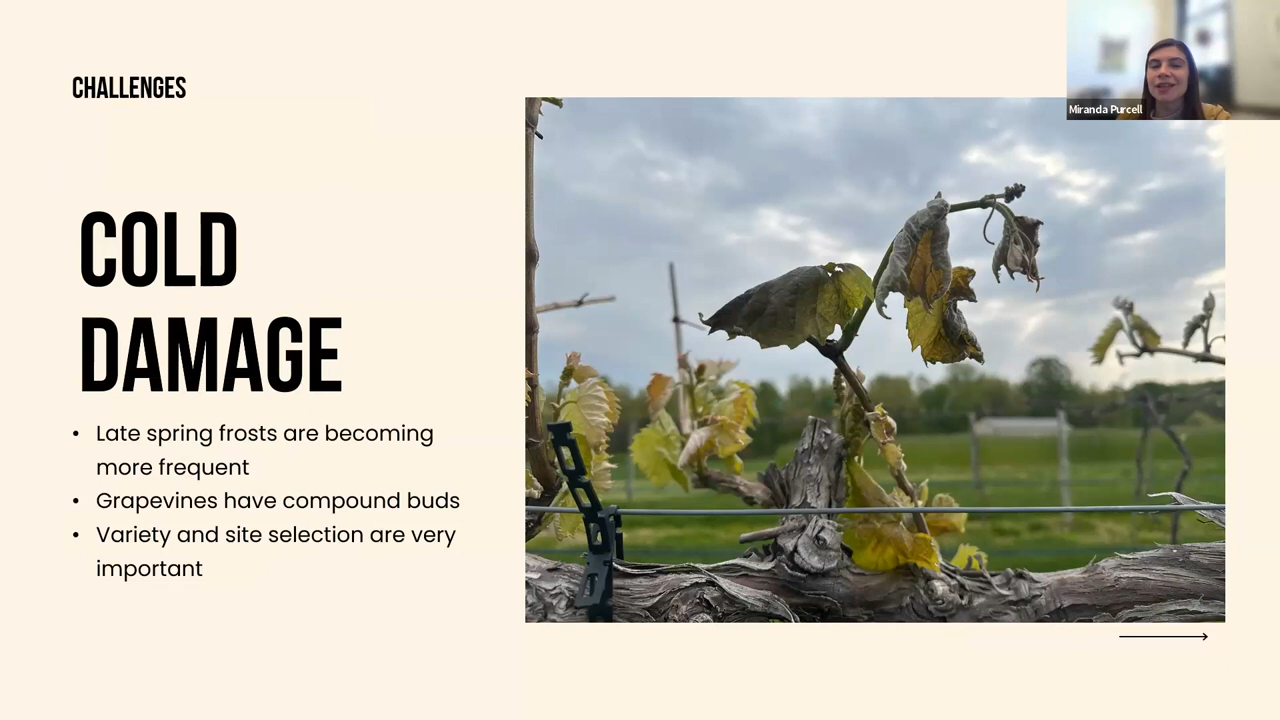 CHALLENGES
Miranda Purcell
COLD
DAMAGE
• Late spring frosts are becoming
more frequent
• Grapevines have compound buds
• Variety and site selection are very
important